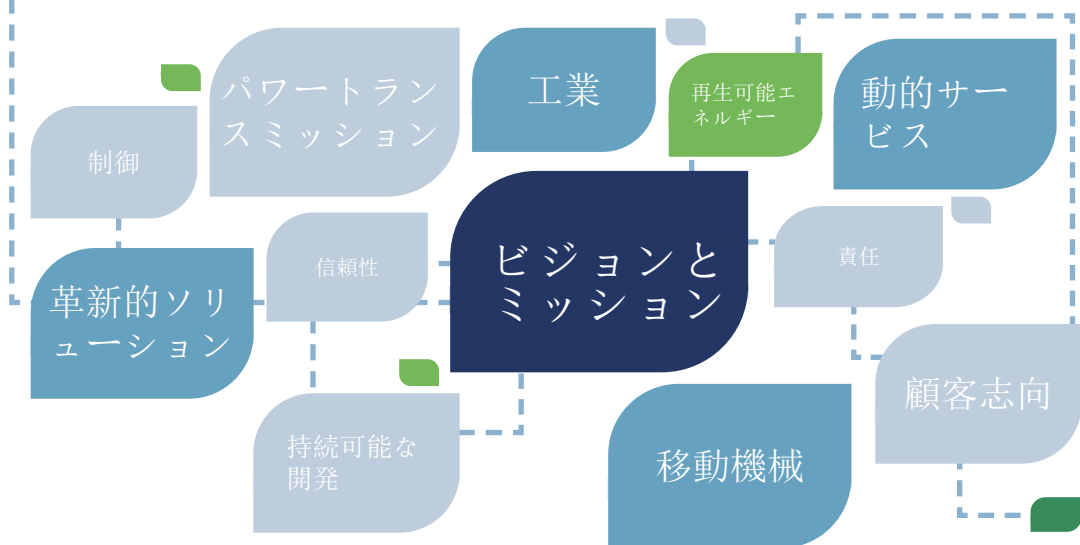 パワートラン
スミッション
工業
再生可能エ
ネルギー
動的サー
ビス
制御
革新的ソリ
ューション
信頼性
ビジョンと
ミッション
責任
持続可能な
開発
移動機械
顧客志向